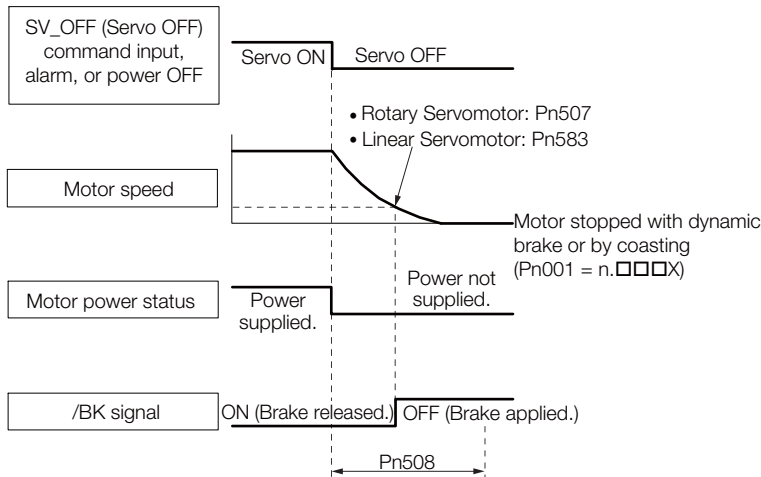 SV_OFF (Servo OFF)
command input,
alarm, or power OFF
Servo ON
Servo OFF
• Rotary Servomotor: Pn507
• Linear Servomotor: Pn583
Motor speed
Motor stopped with dynamic
brake or by coasting
(Pn001 = n.□□□X)
Motor power status
Power
supplied.
Power not
supplied.
/BK signal
ON (Brake released.)
OFF (Brake applied.)
Pn508